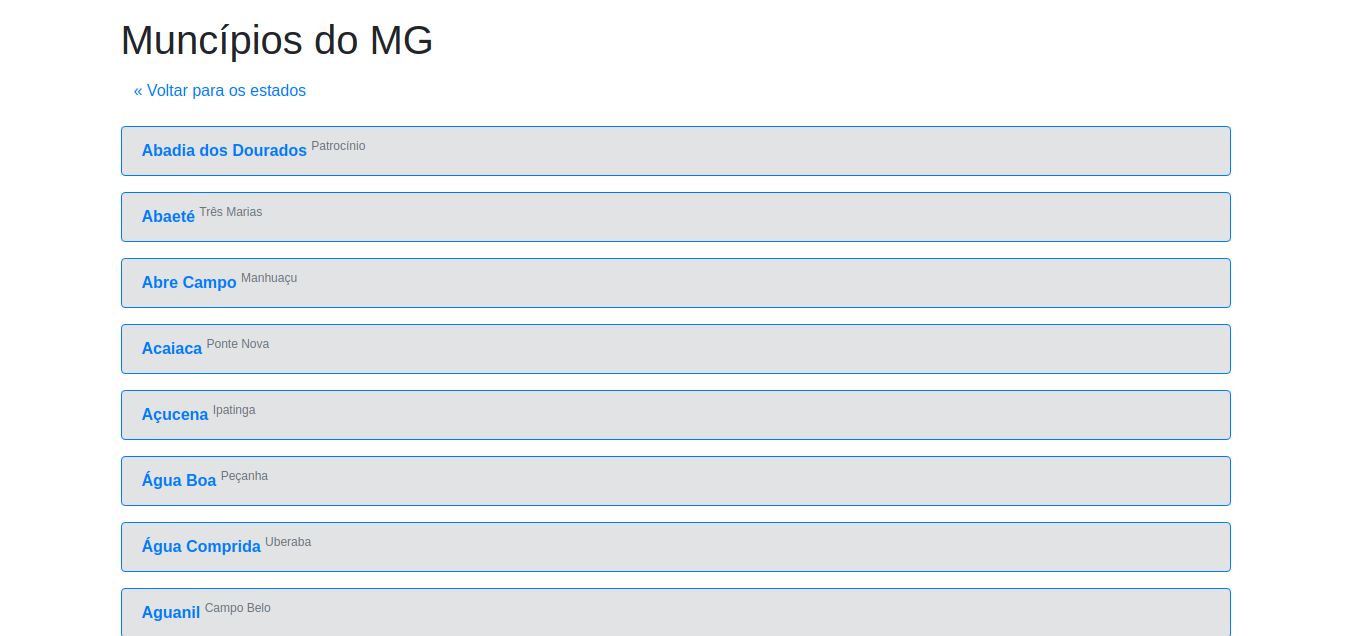 Muncípios do MG
« Voltar para os estados
Abadia dos Dourados Patrocínio
Abaeté Três Marias
Abre Campo Manhuaçu
Acaiaca Ponte Nova
Açucena Ipatinga
Água Boa Peçanha
Água Comprida Uberaba
Aguanil Campo Belo